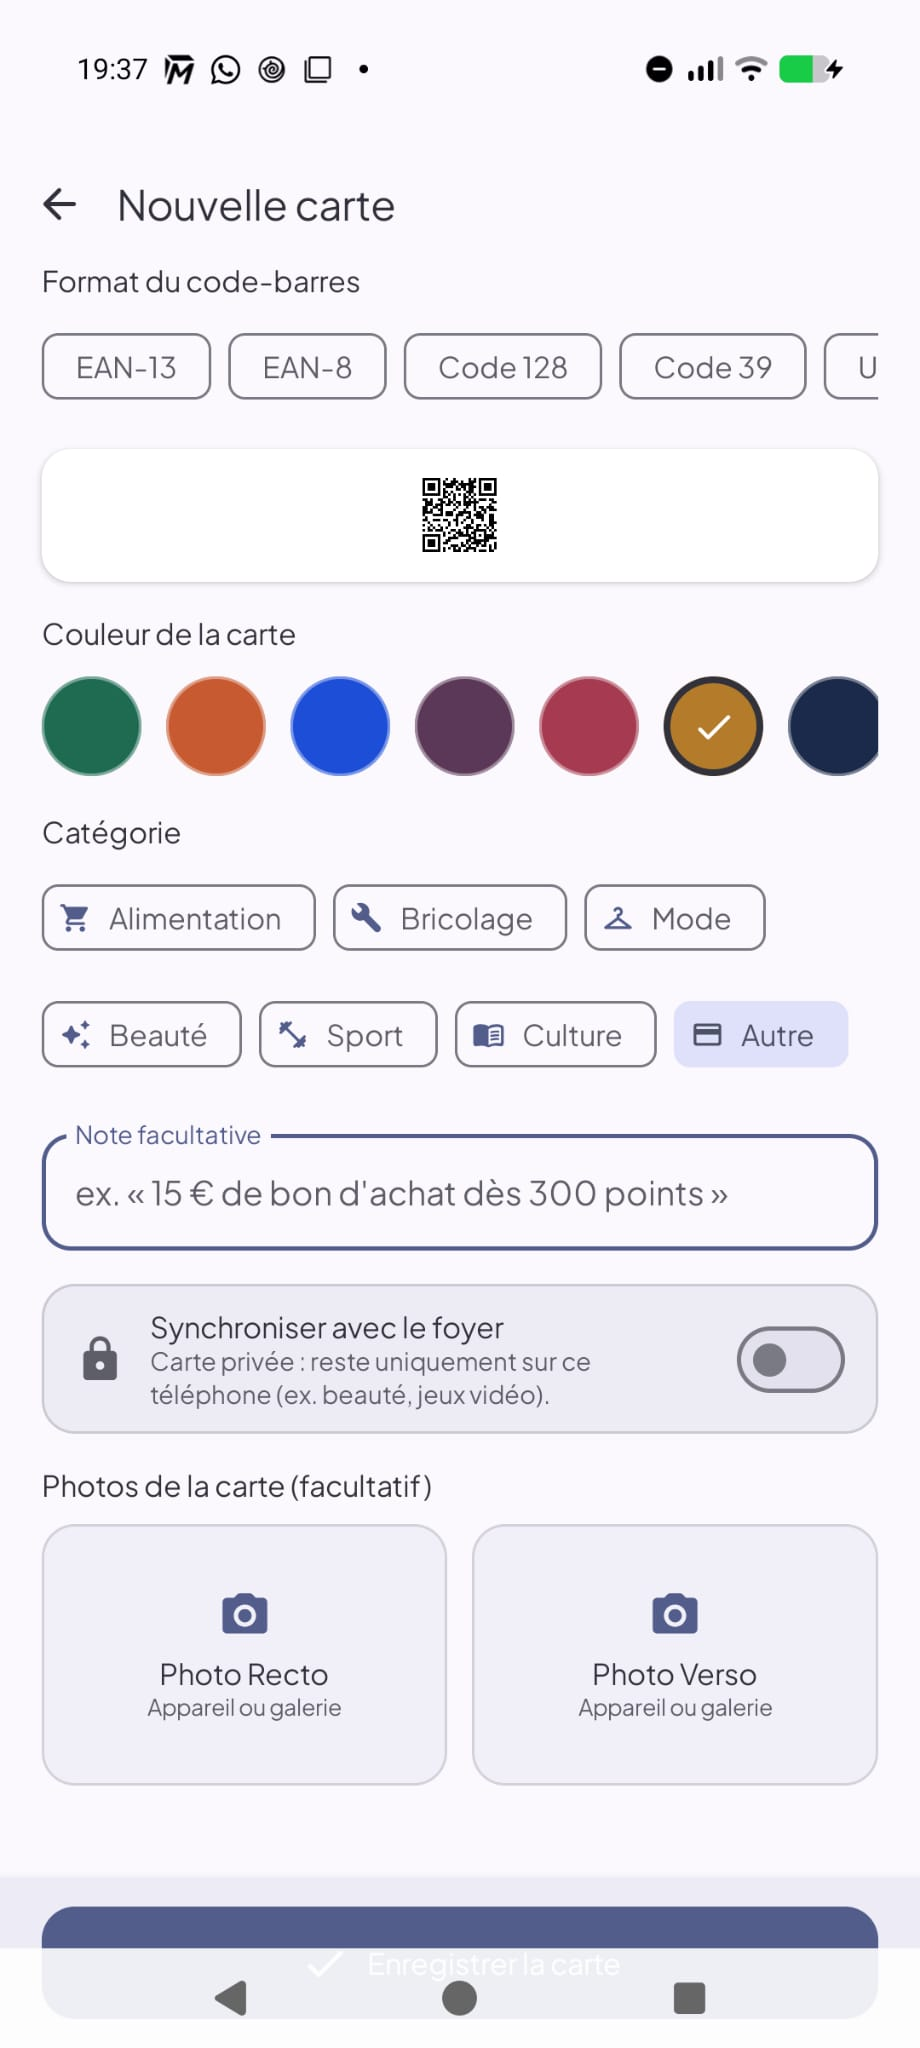 19:37
Nouvelle carte
Format du code-barres
EAN-13 EAN-8 Code 128 Code 39 U
Couleur de la carte
Catégorie
Alimentation Bricolage Mode
Beauté Sport Culture Autre
Note facultative
ex. « 15 € de bon d'achat dès 300 points »
Synchroniser avec le foyer
Carte privée : reste uniquement sur ce
téléphone (ex. beauté, jeux vidéo).
Photos de la carte (facultatif)
Photo Recto Photo Verso
Appareil ou galerie Appareil ou galerie
Enregistrer la carte